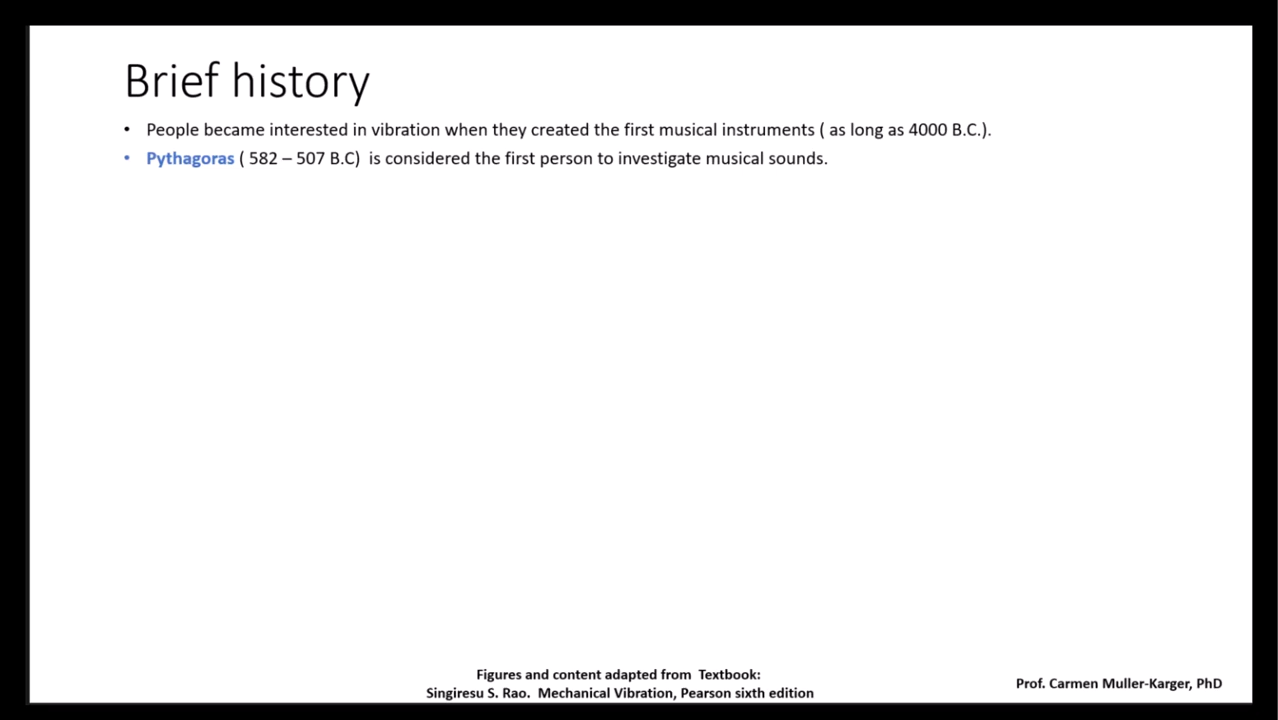 Brief history
• People became interested in vibration when they created the first musical instruments ( as long as 4000 B.C.).
• Pythagoras ( 582 – 507 B.C)  is considered the first person to investigate musical sounds.
Figures and content adapted from  Textbook:
Singiresu S. Rao.  Mechanical Vibration, Pearson sixth edition
Prof. Carmen Muller-Karger, PhD